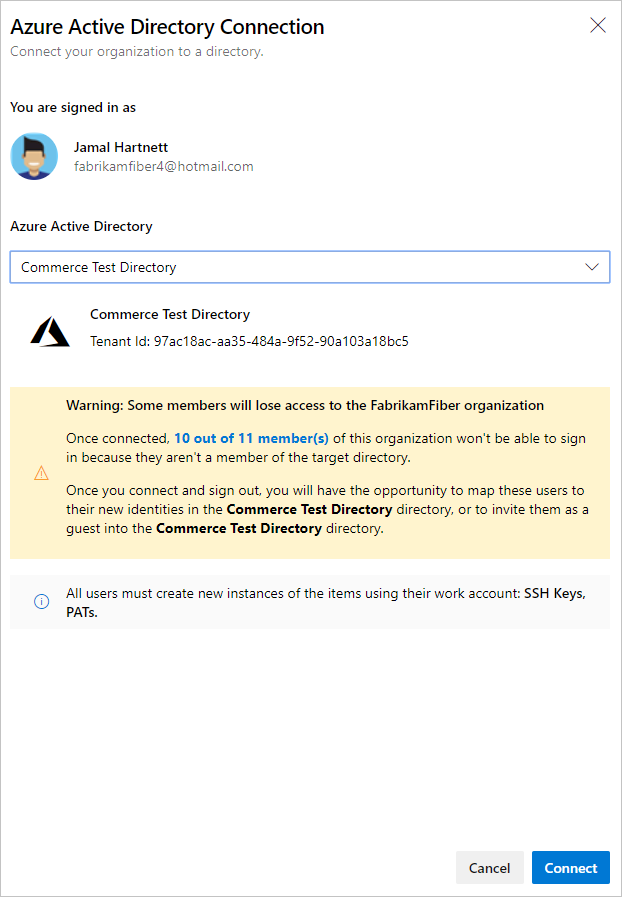 Azure Active Directory Connection
Connect your organization to a directory.
You are signed in as
Jamal Hartnett
fabrikamfiber4@hotmail.com
Azure Active Directory
Commerce Test Directory
Commerce Test Directory
Tenant Id: 97ac18ac-aa35-484a-9f52-90a103a18bc5
Warning: Some members will lose access to the FabrikamFiber organization
Once connected, 10 out of 11 member(s) of this organization won't be able to sign
in because they aren't a member of the target directory.
Once you connect and sign out, you will have the opportunity to map these users to
their new identities in the Commerce Test Directory directory, or to invite them as a
guest into the Commerce Test Directory directory.
All users must create new instances of the items using their work account: SSH Keys,
PATs.
Cancel
Connect